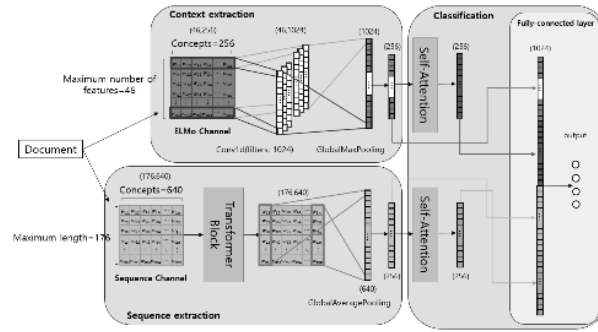 Context extraction
Classification
Fully-connected layer
(46,256)
Concepts=256
(46,1024)
(1024)
(256)
Self-Attention
(256)
(1024)
Maximum number of
features=46
ELMo Channel
Conv1d(filters: 1024)
GlobalMaxPooling
output
Document
(176,640)
Concepts=640
(176,640)
Maximum length=176
Transformer
Block
Self-Attention
Sequence Channel
(640)
(256)
(256)
GlobalAveragePooling
Sequence extraction